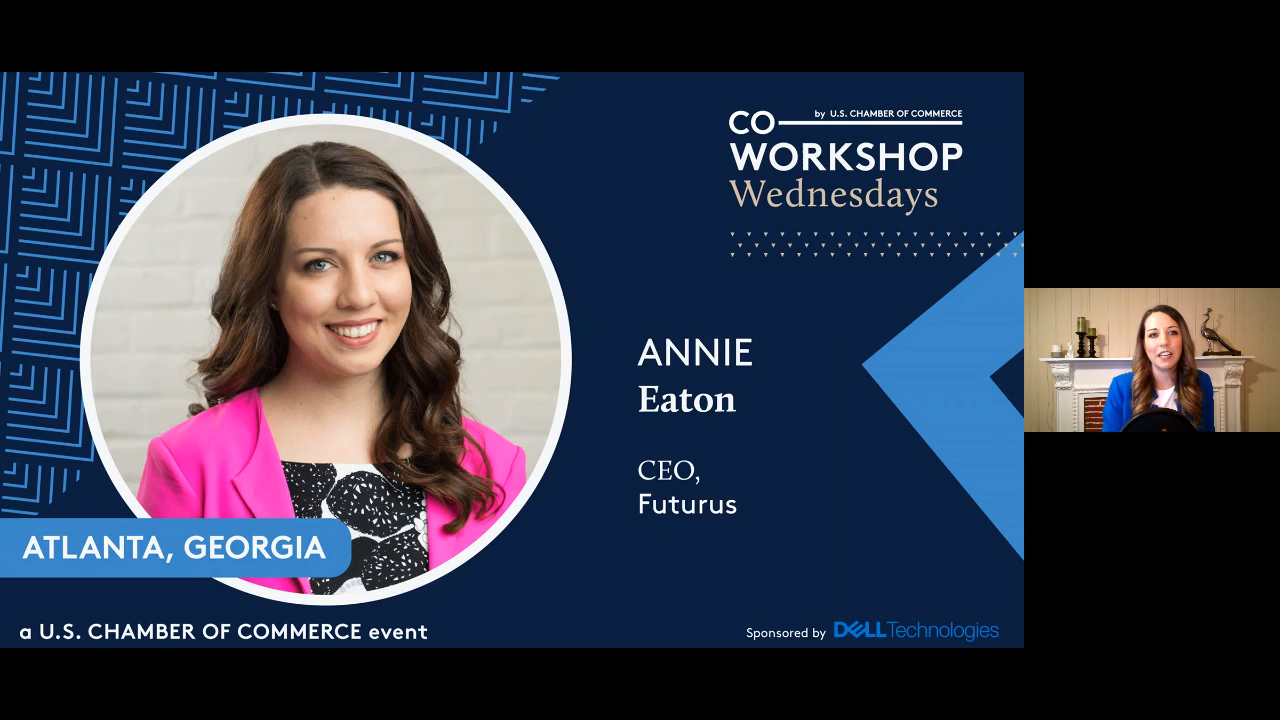 CO
by U.S. CHAMBER OF COMMERCE
WORKSHOP
Wednesdays
ANNIE
Eaton
CEO,
Futurus
ATLANTA, GEORGIA
a U.S. CHAMBER OF COMMERCE event
Sponsored by DELL Technologies